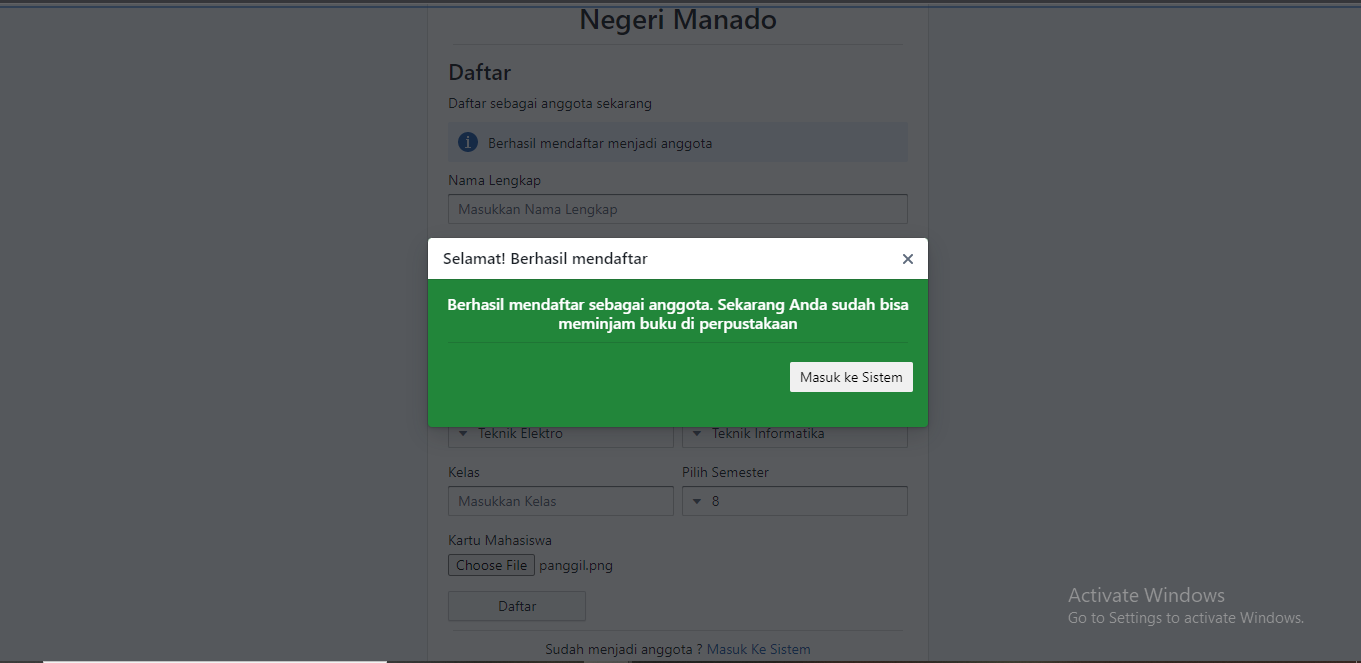 Negeri Manado
Daftar
Daftar sebagai anggota sekarang
Berhasil mendaftar menjadi anggota
Nama Lengkap
Masukkan Nama Lengkap
Selamat! Berhasil mendaftar
Berhasil mendaftar sebagai anggota. Sekarang Anda sudah bisa
meminjam buku di perpustakaan
Masuk ke Sistem
Teknik Elektro
Teknik Informatika
Kelas
Pilih Semester
Masukkan Kelas
8
Kartu Mahasiswa
Choose File panggil.png
Daftar
Sudah menjadi anggota ? Masuk Ke Sistem
Activate Windows
Go to Settings to activate Windows.